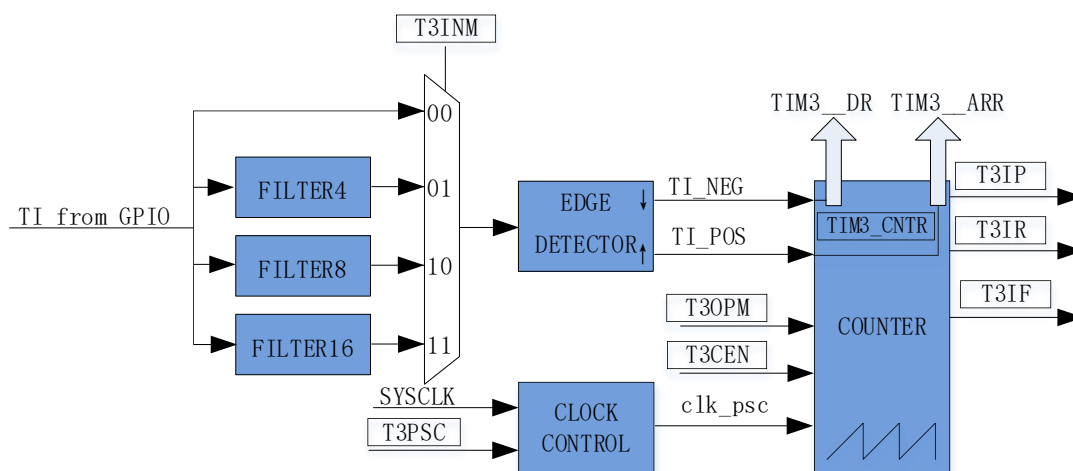 T3INM
TIM3__DR
TIM3__ARR
00
FILTER4
01
TI_NEG
T3IP
EDGE
TI from GPIO
TIM3_CNTR
T3IR
DETECTOR
TI_POS
FILTER8
10
T3IF
T3OPM
COUNTER
FILTER16
11
T3CEN
SYSCLK
CLOCK
clk_psc
T3PSC
CONTROL